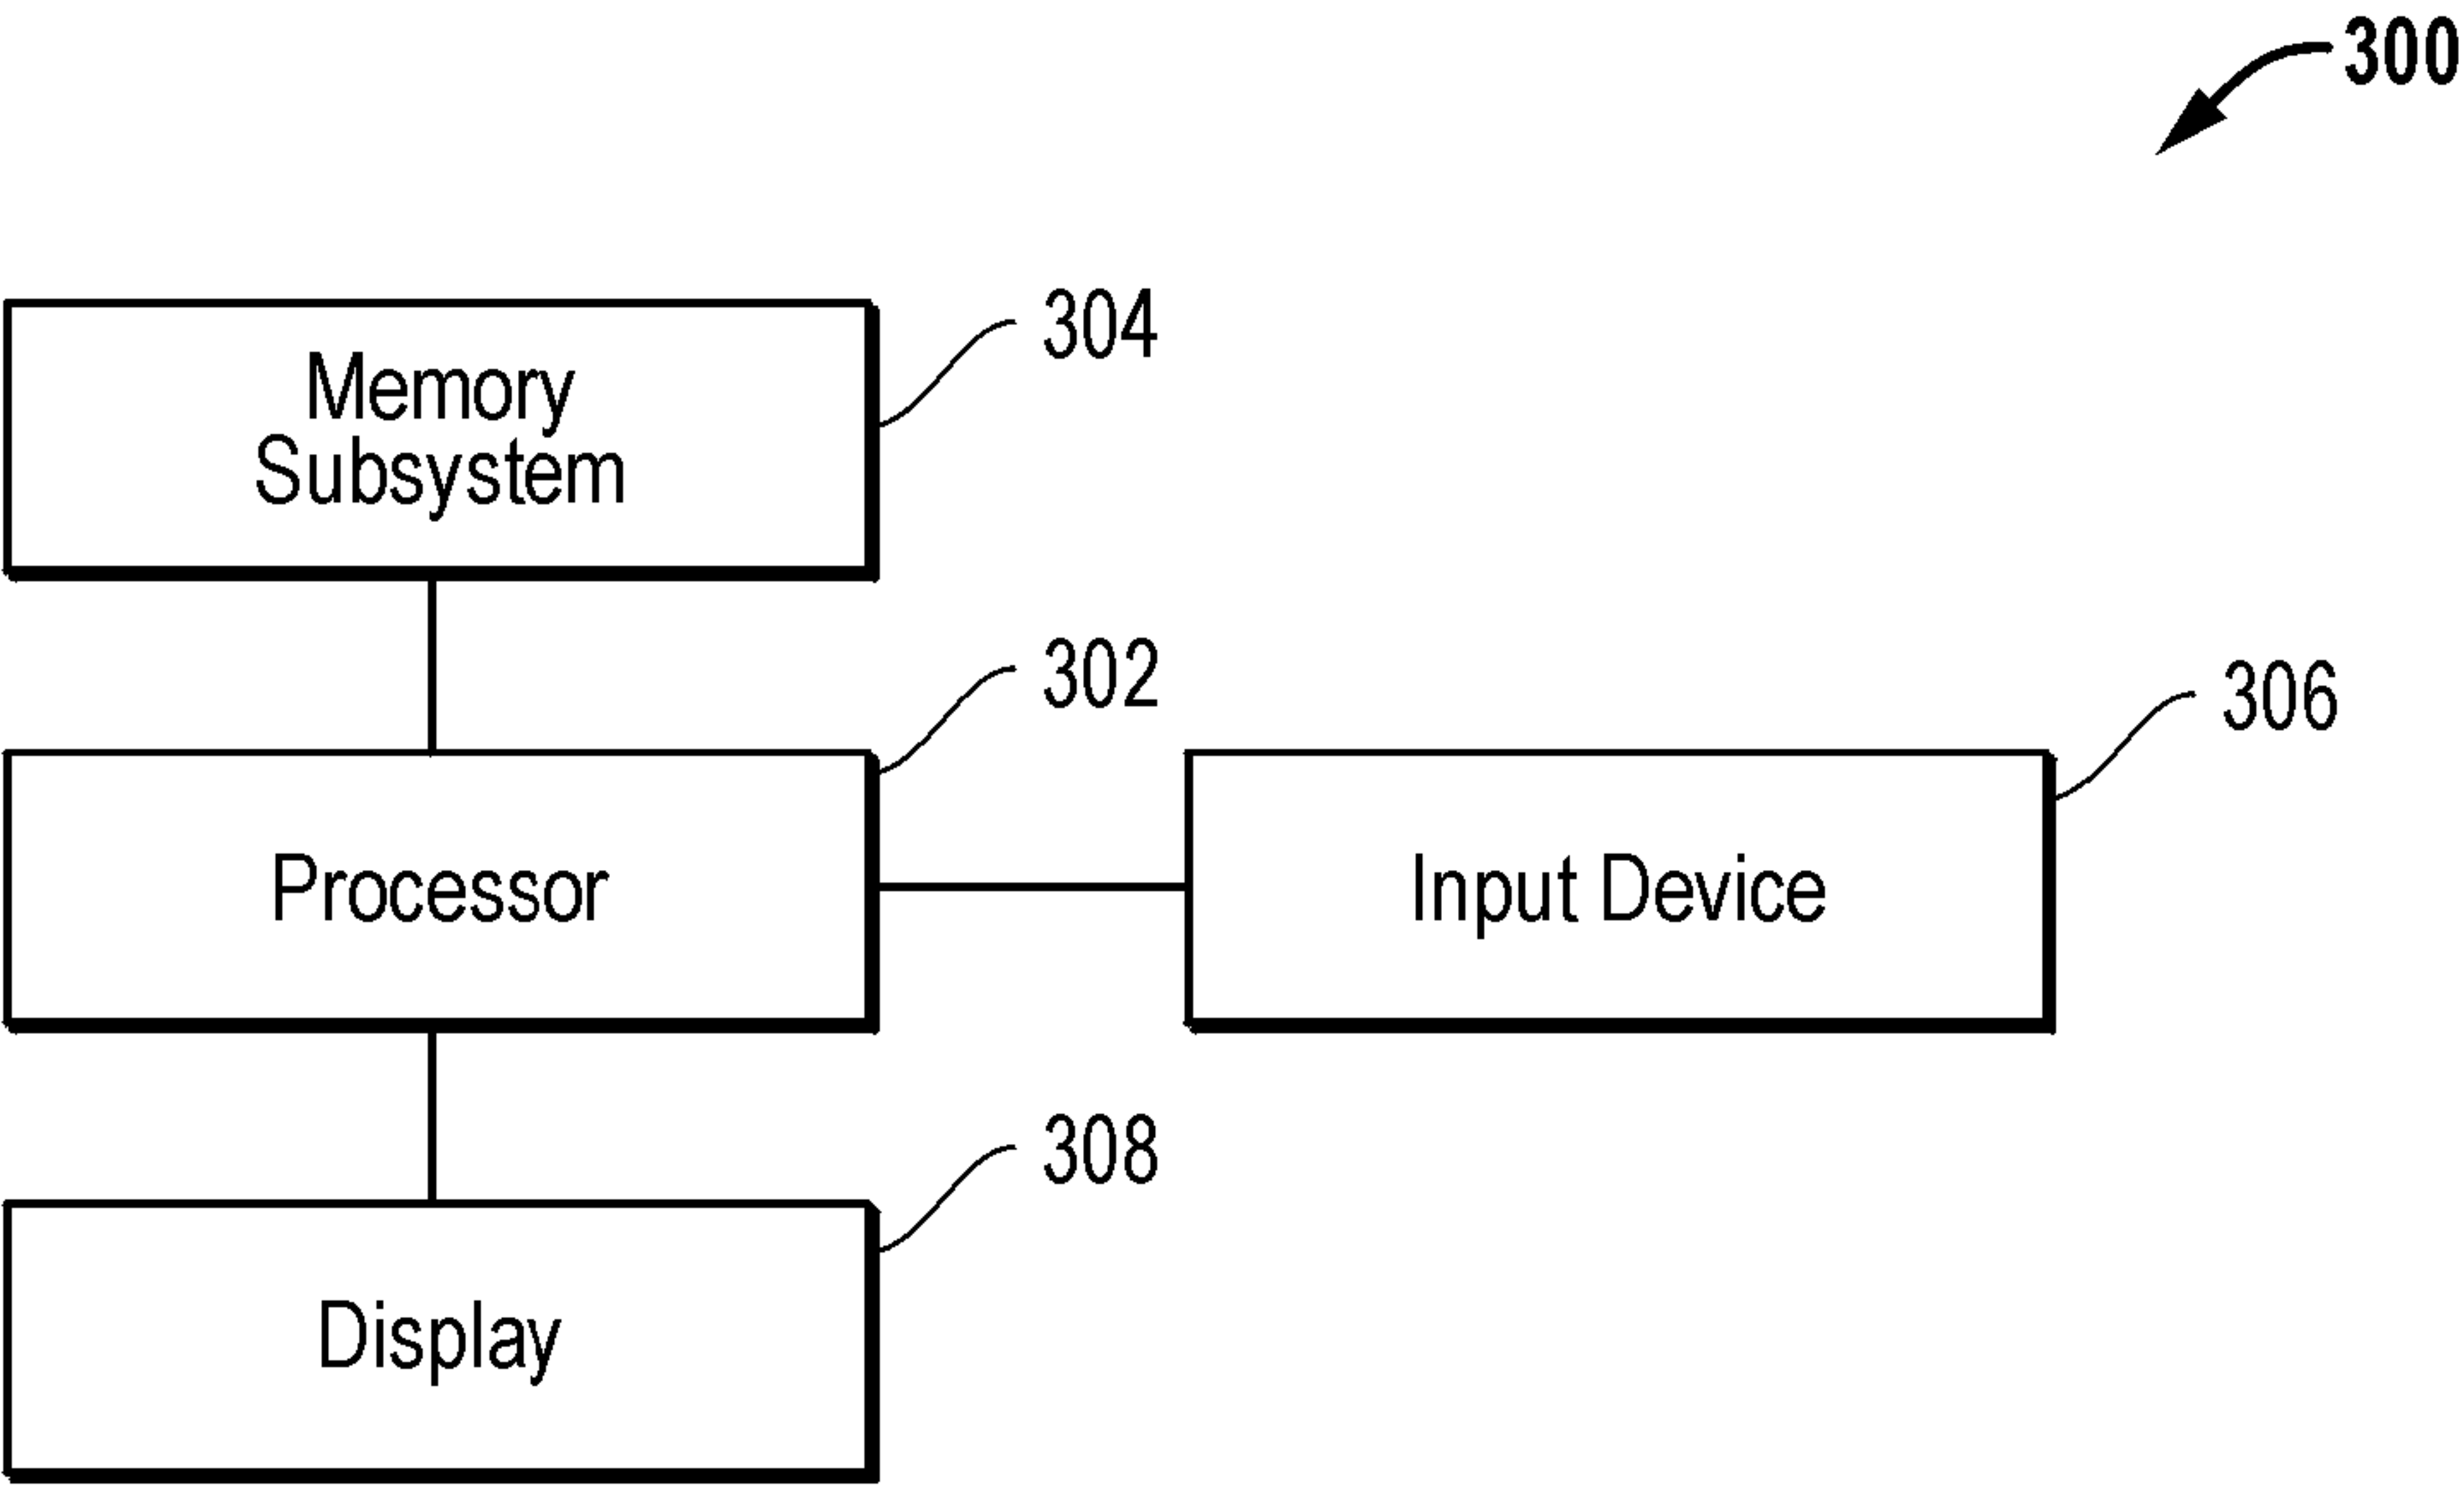 300
304
Memory
Subsystem
302
306
Processor
Input Device
308
Display